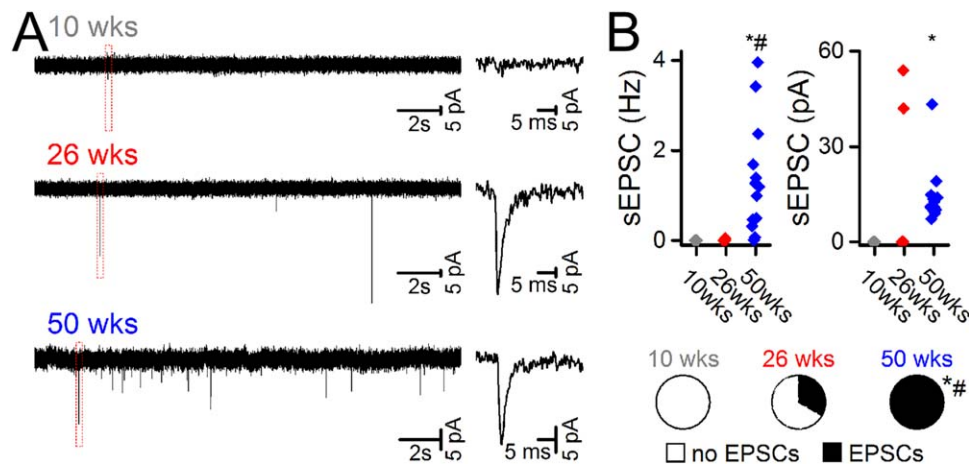 A
10 wks
2s
5 pA
5 ms
5 pA
26 wks
2s
5 pA
5 ms
5 pA
50 wks
2s
5 pA
5 ms
5 pA
B
*#
4
2
0
sEPSC (Hz)
10wks
26wks
50wks
*
60
30
0
sEPSC (pA)
10wks
26wks
50wks
10 wks
26 wks
50 wks
*#
no EPSCs
EPSCs